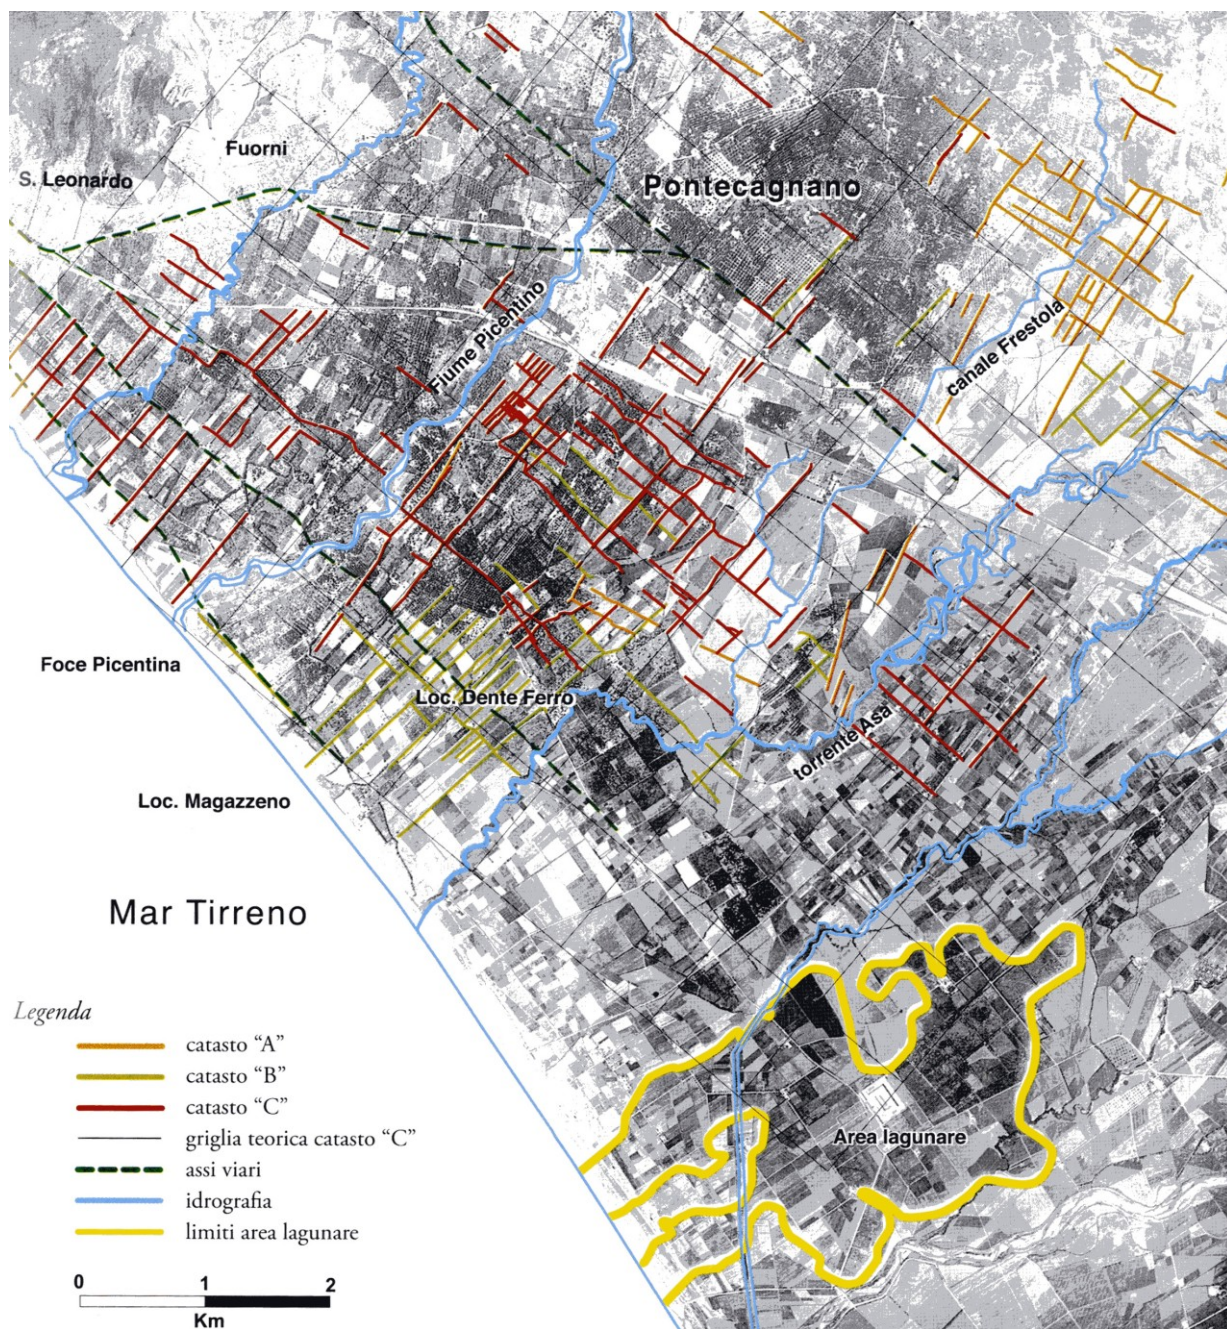 Fuorni
S. Leonardo
Pontecagnano
Fiume Picentino
canale Frestola
Foce Picentina
Loc. Dente Ferro
torrente Asa
Loc. Magazzeno
Mar Tirreno
Area lagunare
Legenda
catasto “A”
catasto “B”
catasto “C”
griglia teorica catasto “C”
assi viari
idrografia
limiti area lagunare
0 1 2
Km